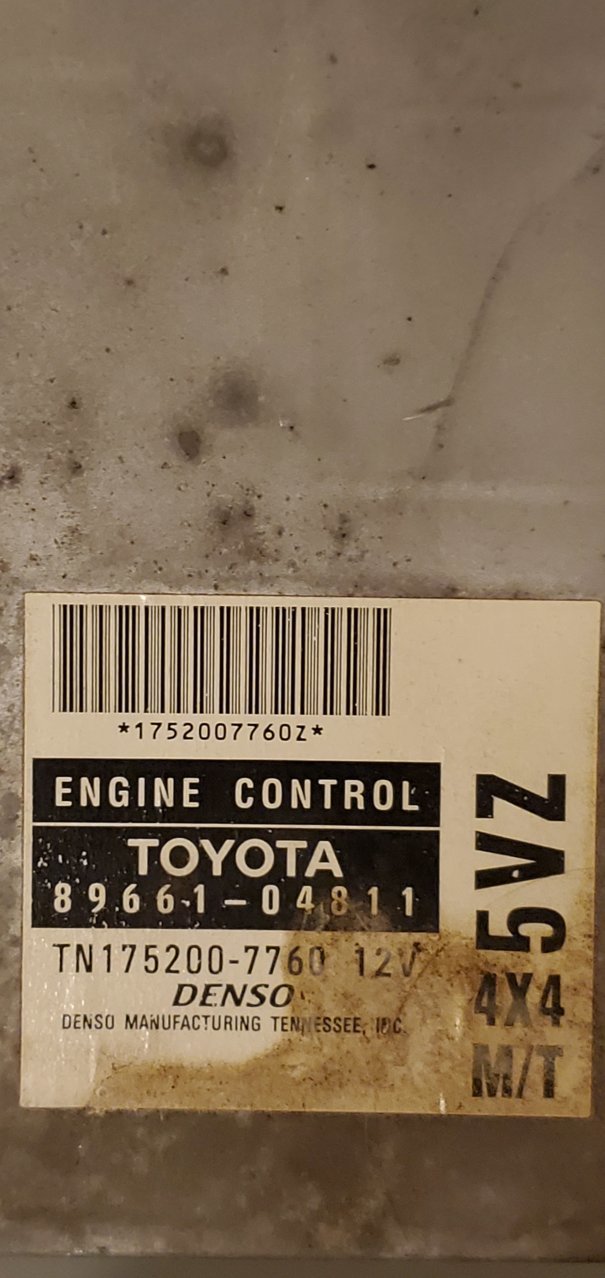 *1752007760Z*
ENGINE CONTROL
TOYOTA
89661-04811
TN175200-7760 12V
DENSO
DENSO MANUFACTURING TENNESSEE, INC.
5VZ
4X4
M/T